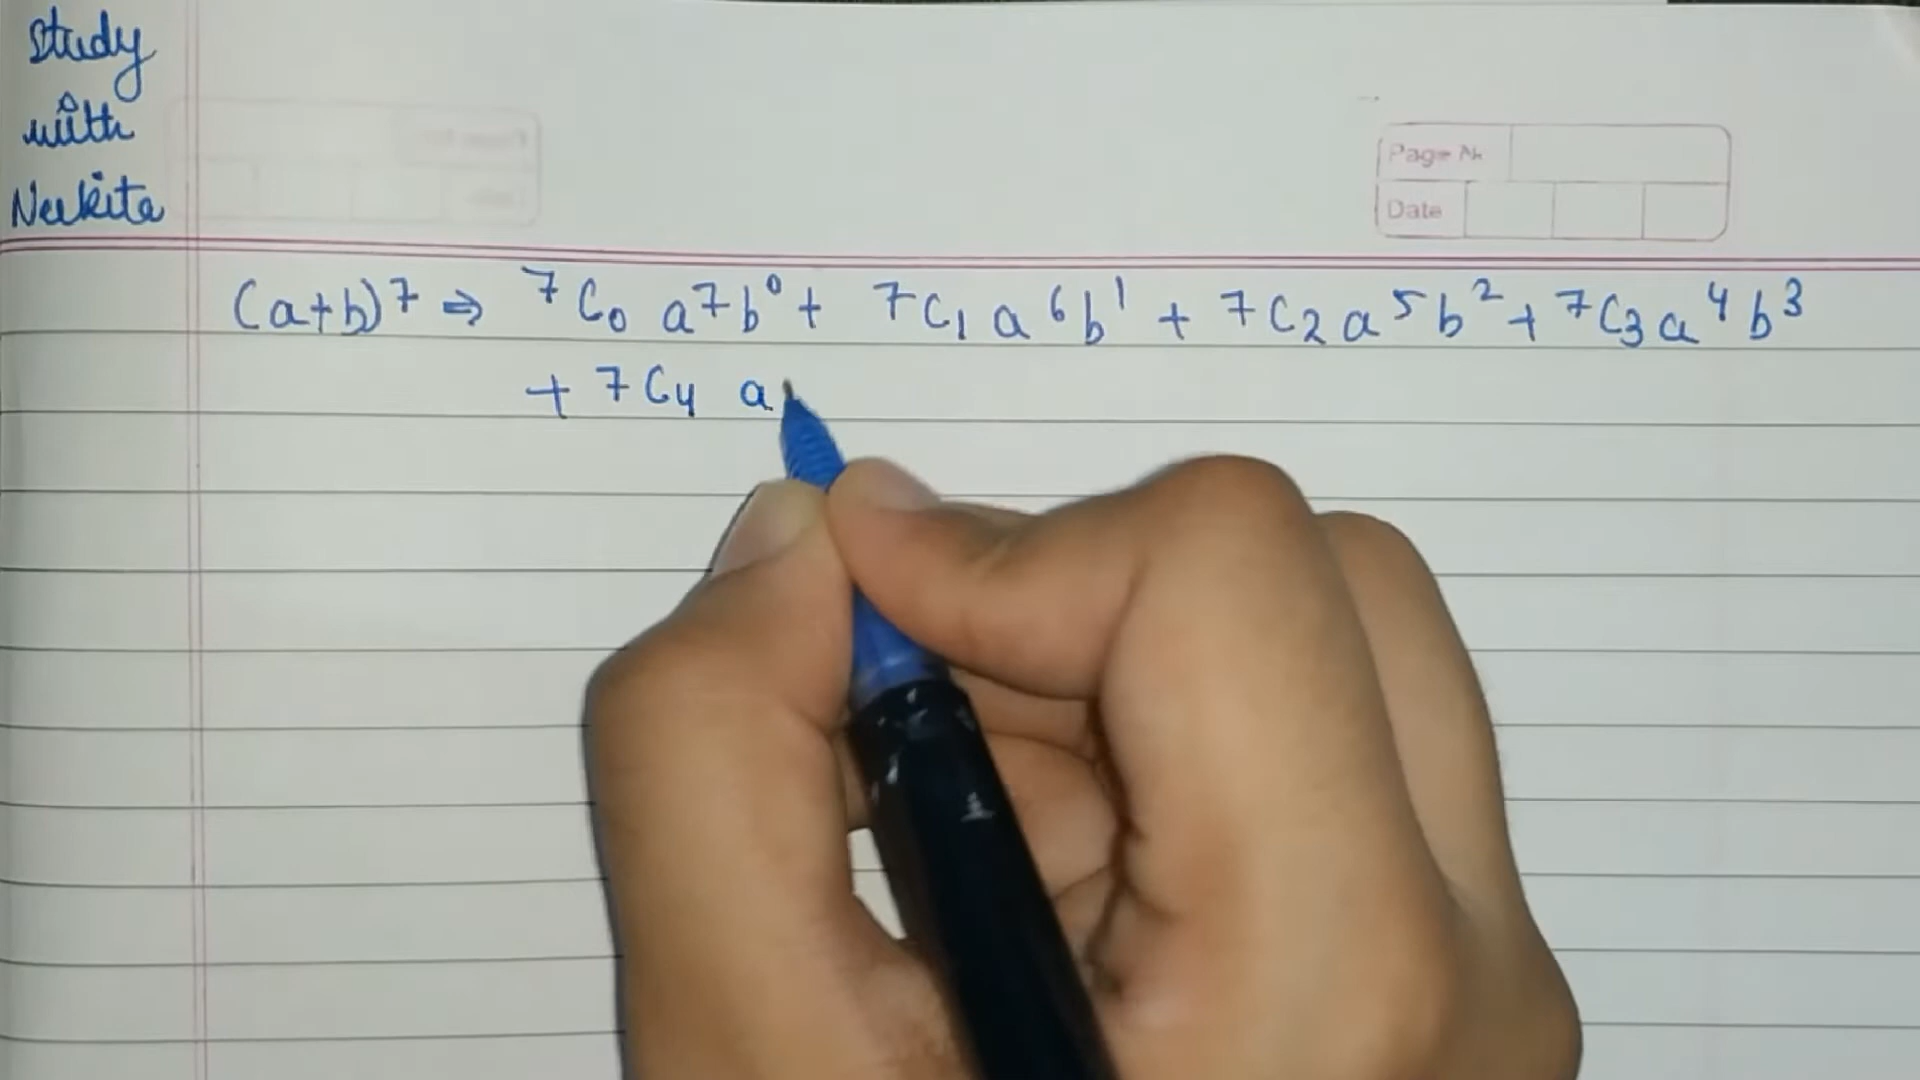 Study
with
Neekita
Page No
Date
(a+b)⁷ ⇒ ⁷C₀ a⁷b⁰ + ⁷C₁ a⁶b¹ + ⁷C₂ a⁵b² + ⁷C₃ a⁴b³
+ ⁷C₄ a